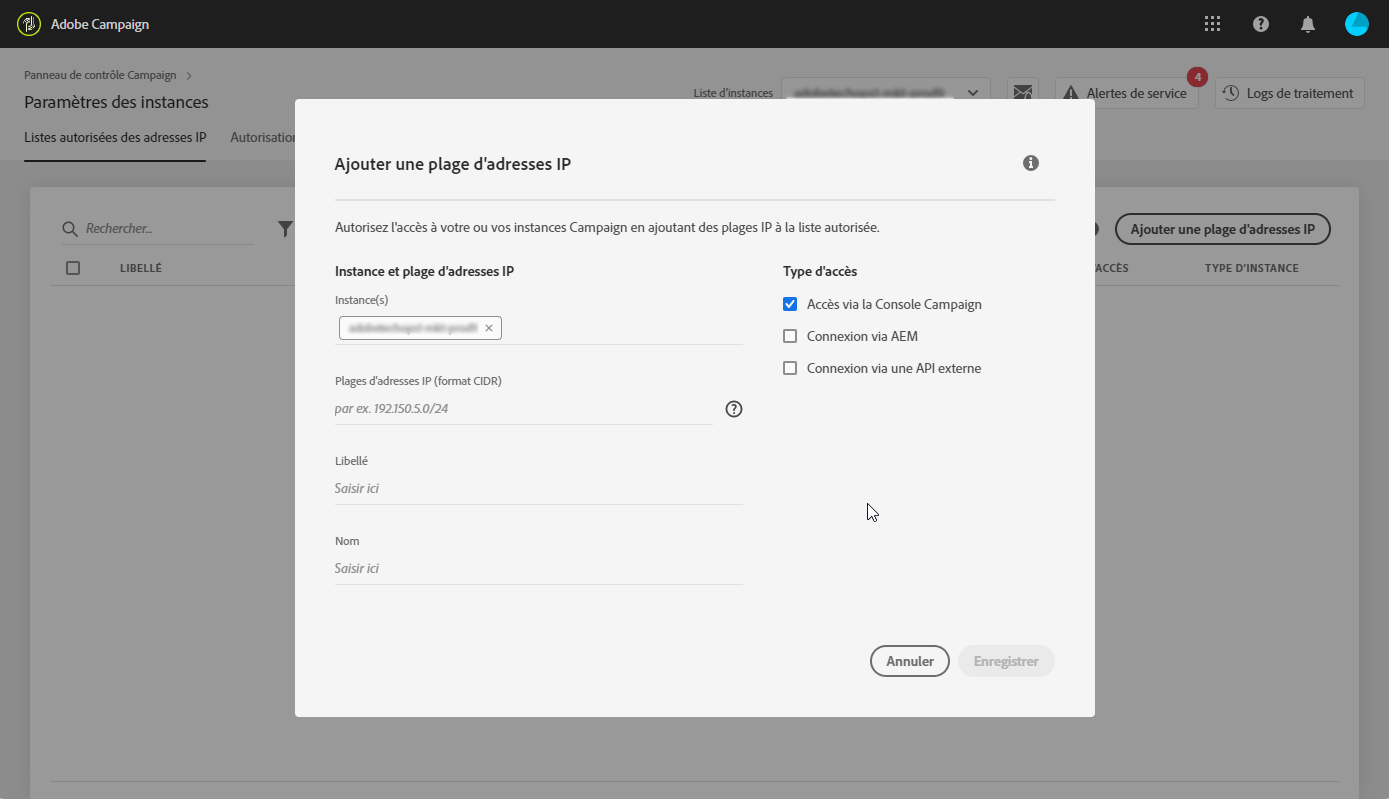 Adobe Campaign
Panneau de contrôle Campaign
Paramètres des instances
Liste d'instances
4
Alertes de service
Logs de traitement
Listes autorisées des adresses IP
Ajouter une plage d'adresses IP
Rechercher...
Ajouter une plage d'adresses IP
Autorisez l'accès à votre ou vos instances Campaign en ajoutant des plages IP à la liste autorisée.
LIBELLÉ
TYPE D'INSTANCE
Instance et plage d'adresses IP
Type d'accès
Instance(s)
Accès via la Console Campaign
Connexion via AEM
Connexion via une API externe
Plages d'adresses IP (format CIDR)
par ex. 192.150.5.0/24
Libellé
Saisir ici
Nom
Saisir ici
Annuler
Enregistrer